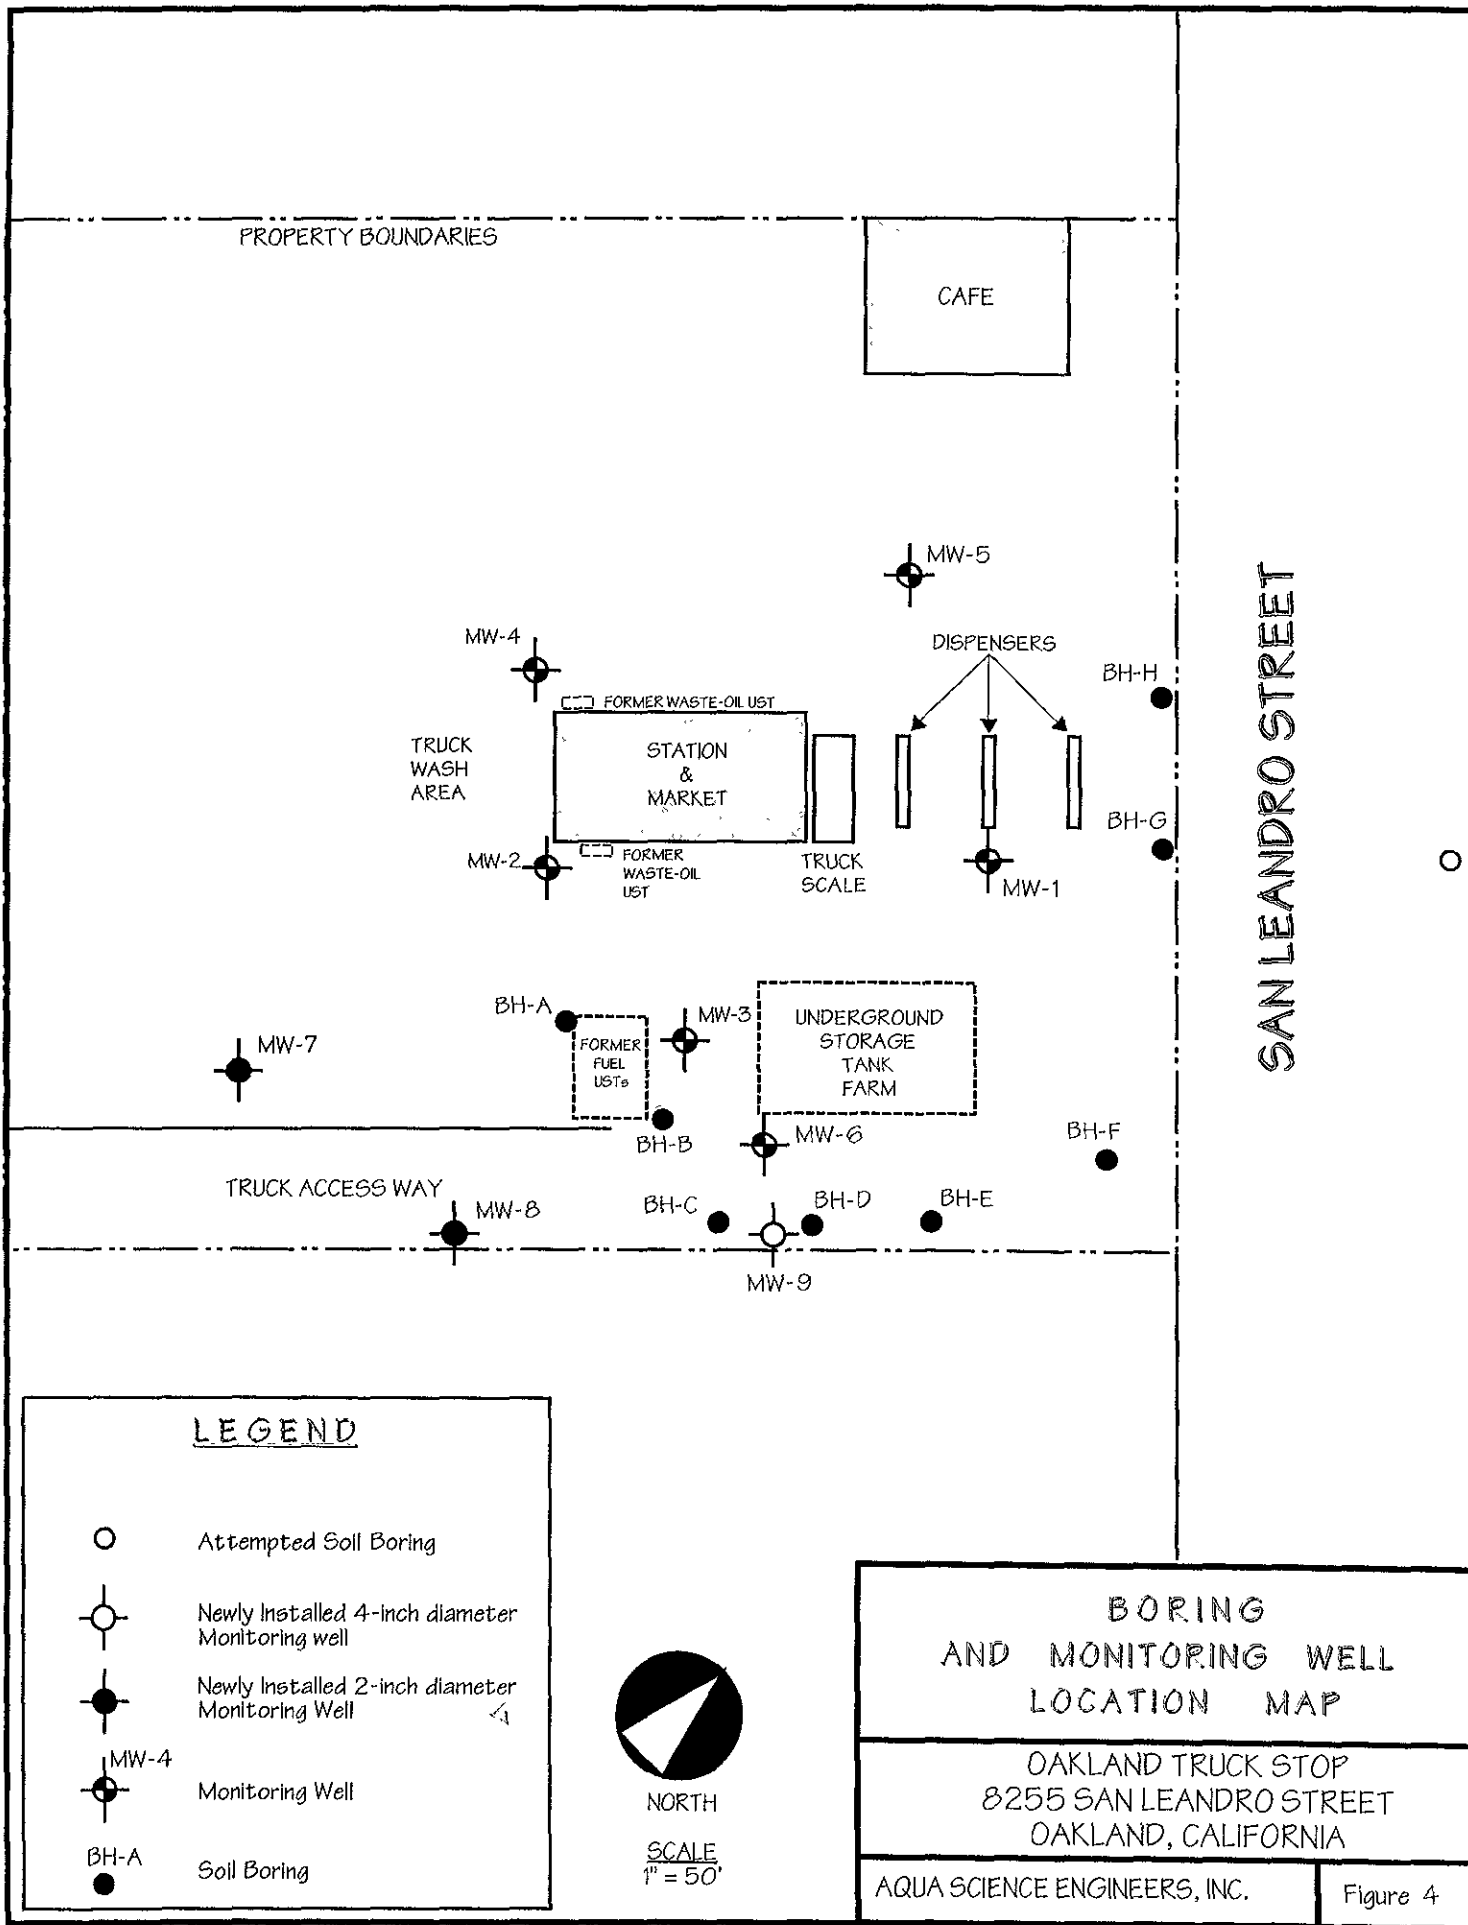 PROPERTY BOUNDARIES
CAFE
MW-5
MW-4
DISPENSERS
BH-H
FORMER WASTE-OIL UST
TRUCK
WASH
AREA
STATION
&
MARKET
BH-G
MW-2
FORMER
WASTE-OIL
UST
TRUCK
SCALE
MW-1
SAN LEANDRO STREET
BH-A
MW-3
UNDERGROUND
STORAGE
TANK
FARM
FORMER
FUEL
USTs
MW-7
BH-B
MW-6
BH-F
TRUCK ACCESS WAY
MW-8
BH-C
BH-D
BH-E
MW-9
LEGEND
Attempted Soil Boring
Newly Installed 4-inch diameter
Monitoring well
Newly Installed 2-inch diameter
Monitoring Well
MW-4
Monitoring Well
BH-A
Soil Boring
NORTH
SCALE
1" = 50'
BORING
AND MONITORING WELL
LOCATION MAP
OAKLAND TRUCK STOP
8255 SAN LEANDRO STREET
OAKLAND, CALIFORNIA
AQUA SCIENCE ENGINEERS, INC.
Figure 4